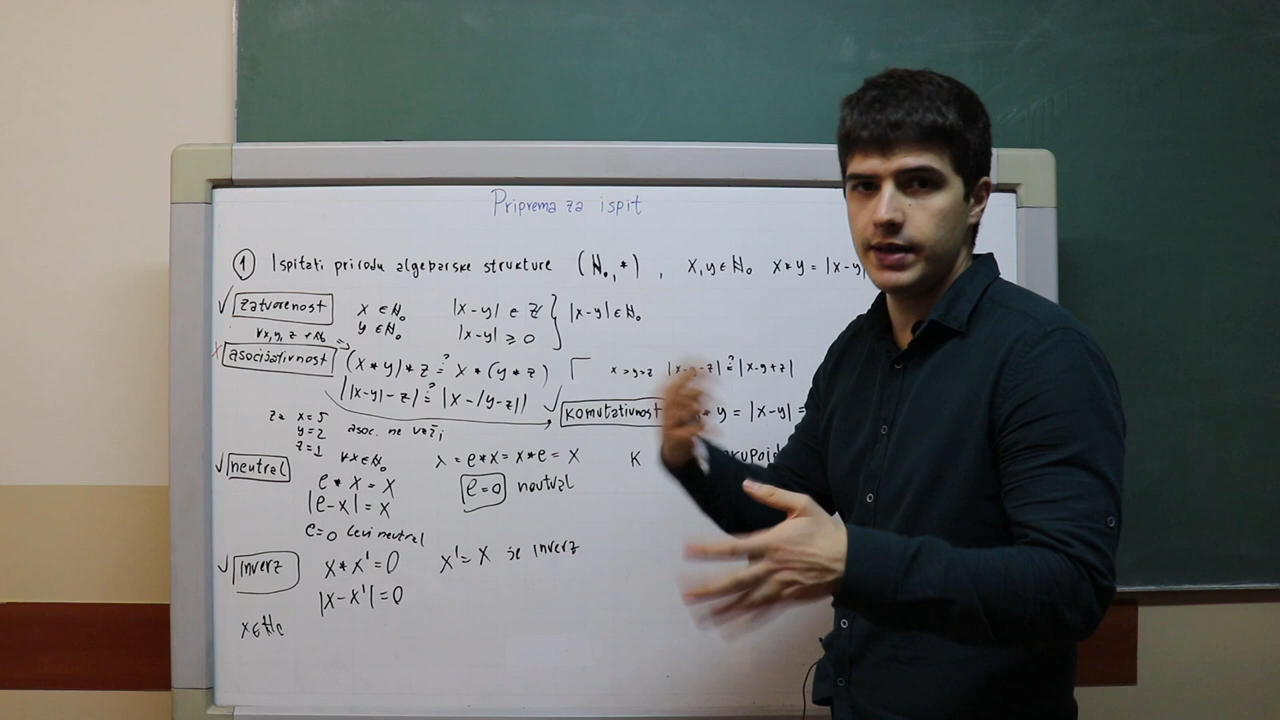 Priprema za ispit
① Ispitati prirodu algebarske strukture (ℕ₀,*), x,y∈ℕ₀ x*y = |x-y|
✓ zatvorenost x∈ℕ₀ |x-y| ∈ ℤ } |x-y|∈ℕ₀
y∈ℕ₀ |x-y| ⩾ 0
∀x,y,z ∈ℕ₀
x asocijativnost (x*y)*z ≟ x*(y*z) x>y>z |x-y-z| ≟ |x-y+z|
||x-y|-z| ≟ |x-|y-z|| ✓ komutativnost y = |x-y| =
za x=5
y=2 asoc. ne važi
z=1
✓ neutral ∀x∈ℕ₀ x = e*x = x*e = x K
e*x = x e=0 neutral
|e-x| = x
e=0 levi neutral
✓ inverz x*x' = 0 x' = x je inverz
|x-x'| = 0
x∈ℕ₀